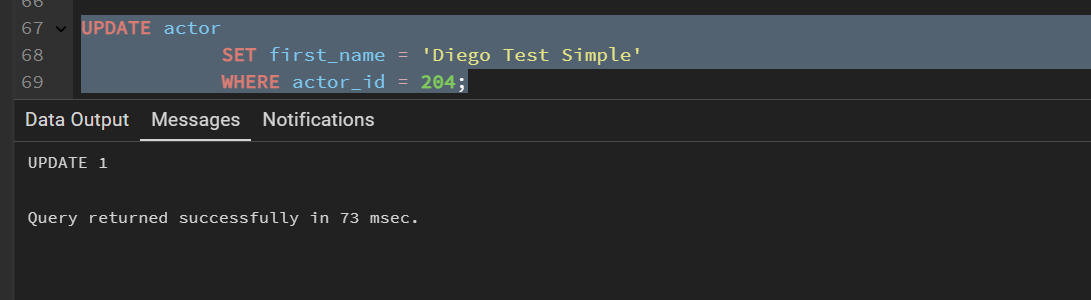 66
67 UPDATE actor
68 SET first_name = 'Diego Test Simple'
69 WHERE actor_id = 204;
Data Output Messages Notifications
UPDATE 1
Query returned successfully in 73 msec.